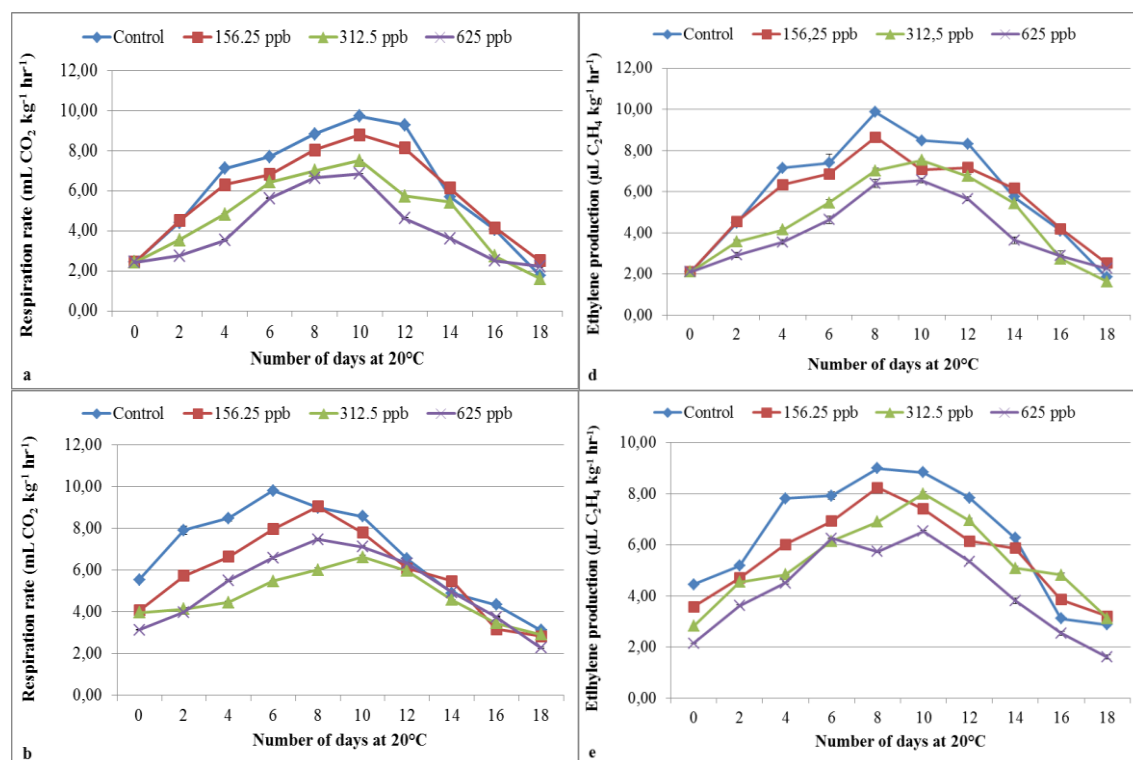 Control 156.25 ppb 312.5 ppb 625 ppb
12,00
10,00
8,00
6,00
4,00
2,00
0,00
Respiration rate (mL CO₂ kg⁻¹ hr⁻¹)
0 2 4 6 8 10 12 14 16 18
Number of days at 20°C
a
Control 156,25 ppb 312,5 ppb 625 ppb
12,00
10,00
8,00
6,00
4,00
2,00
0,00
Ethylene production (µL C₂H₄ kg⁻¹ hr⁻¹)
0 2 4 6 8 10 12 14 16 18
Number of days at 20°C
d
Control 156.25 ppb 312.5 ppb 625 ppb
12,00
10,00
8,00
6,00
4,00
2,00
0,00
Respiration rate (mL CO₂ kg⁻¹ hr⁻¹)
0 2 4 6 8 10 12 14 16 18
Number of days at 20°C
b
Control 156.25 ppb 312.5 ppb 625 ppb
10,00
8,00
6,00
4,00
2,00
0,00
Etlhylene production (µL C₂H₄ kg⁻¹ hr⁻¹)
0 2 4 6 8 10 12 14 16 18
Number of days at 20°C
e